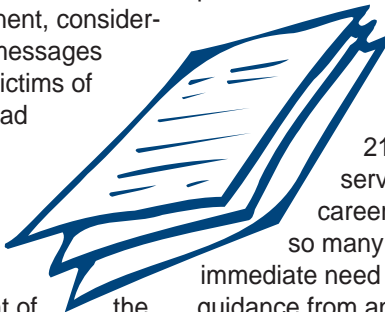 ment, consider-
messages
ictims of
ad
21
serv
career
so many
immediate need
t of the
guidance from an